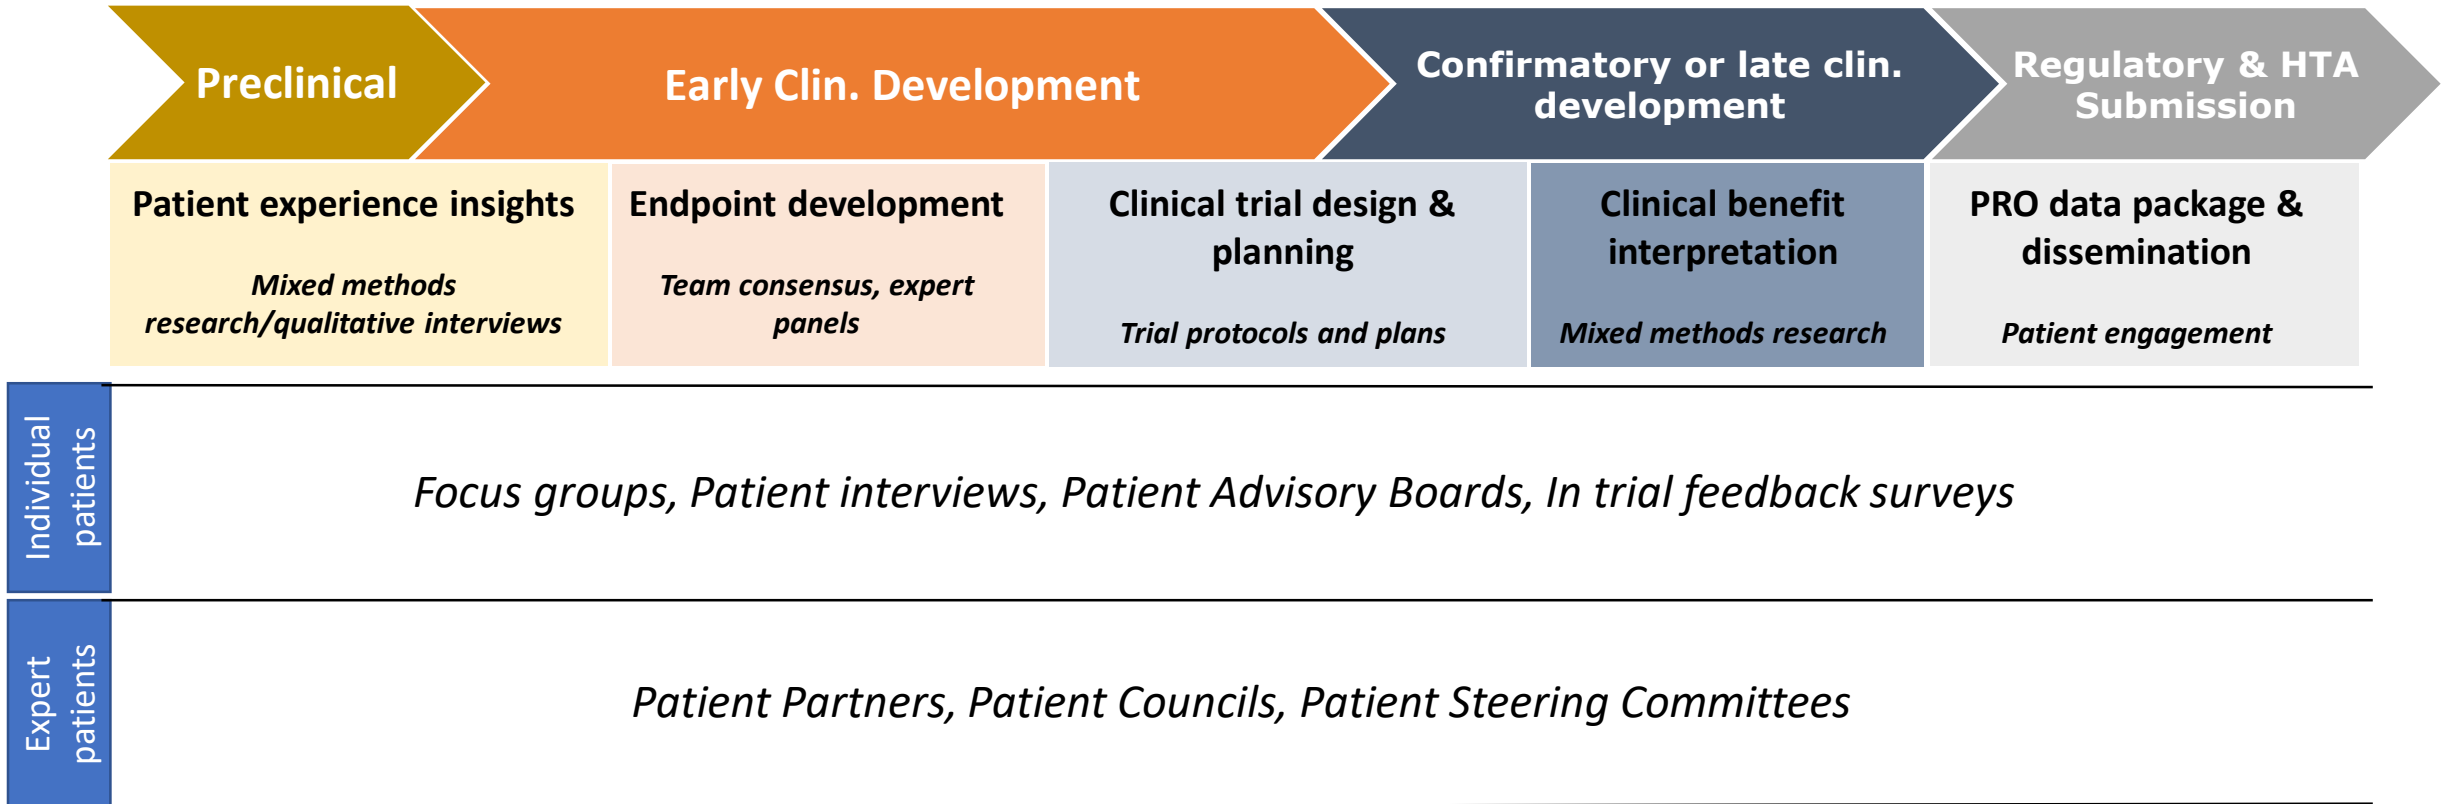 Preclinical
Early Clin. Development
Confirmatory or late clin.
development
Regulatory & HTA
Submission
Patient experience insights
Mixed methods
research/qualitative interviews
Endpoint development
Team consensus, expert
panels
Clinical trial design &
planning
Trial protocols and plans
Clinical benefit
interpretation
Mixed methods research
PRO data package &
dissemination
Patient engagement
Individual
patients
Focus groups, Patient interviews, Patient Advisory Boards, In trial feedback surveys
Expert
patients
Patient Partners, Patient Councils, Patient Steering Committees